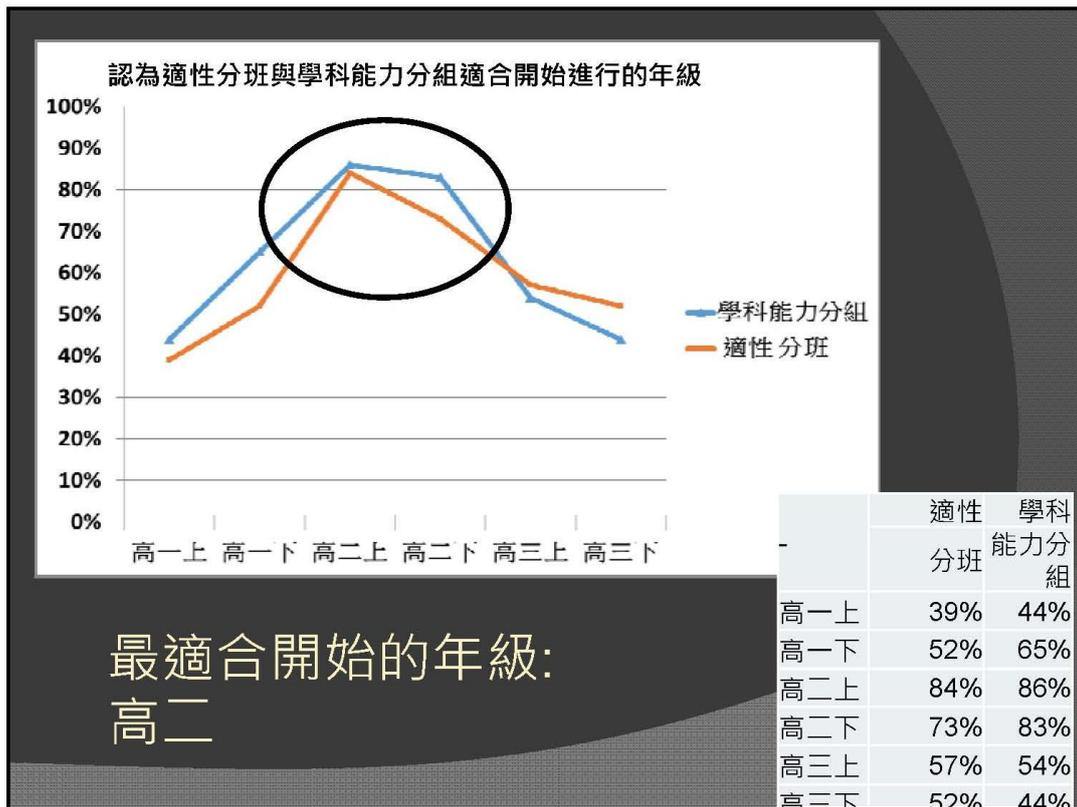 認為適性分班與學科能力分組適合開始進行的年級
100%
90%
80%
70%
60%
50%
40%
30%
20%
10%
0%
高一上 高一下 高二上 高二下 高三上 高三下
學科能力分組
適性分班
最適合開始的年級:
高二
適性 學科
- 分班 能力分
組
高一上 39% 44%
高一下 52% 65%
高二上 84% 86%
高二下 73% 83%
高三上 57% 54%
高三下 52% 44%